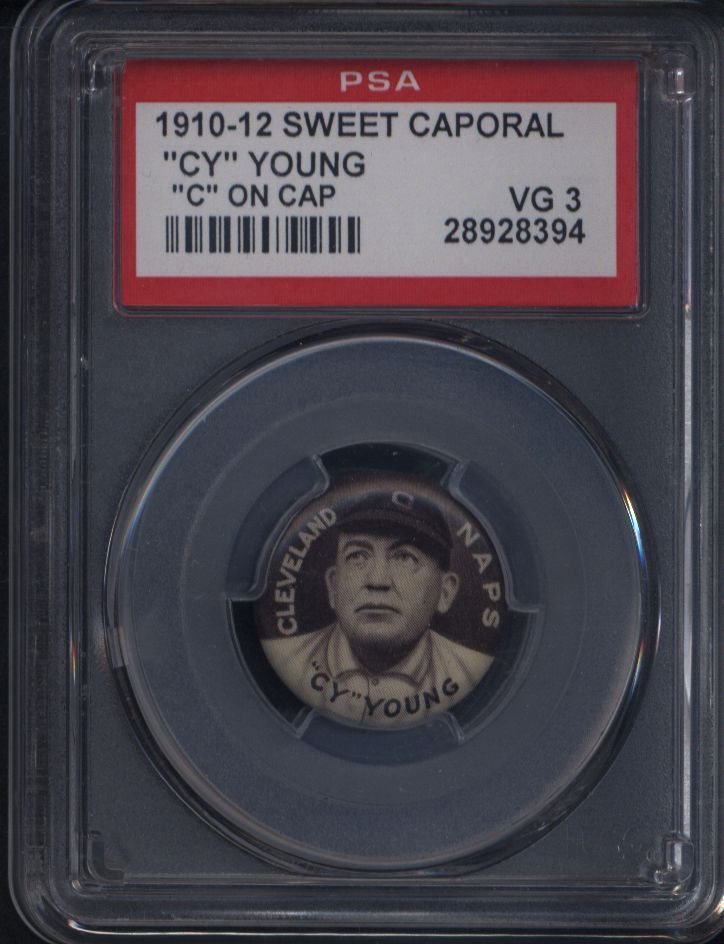 PSA
1910-12 SWEET CAPORAL
"CY" YOUNG
"C" ON CAP
VG 3
28928394
C
CLEVELAND
NAPS
"CY" YOUNG